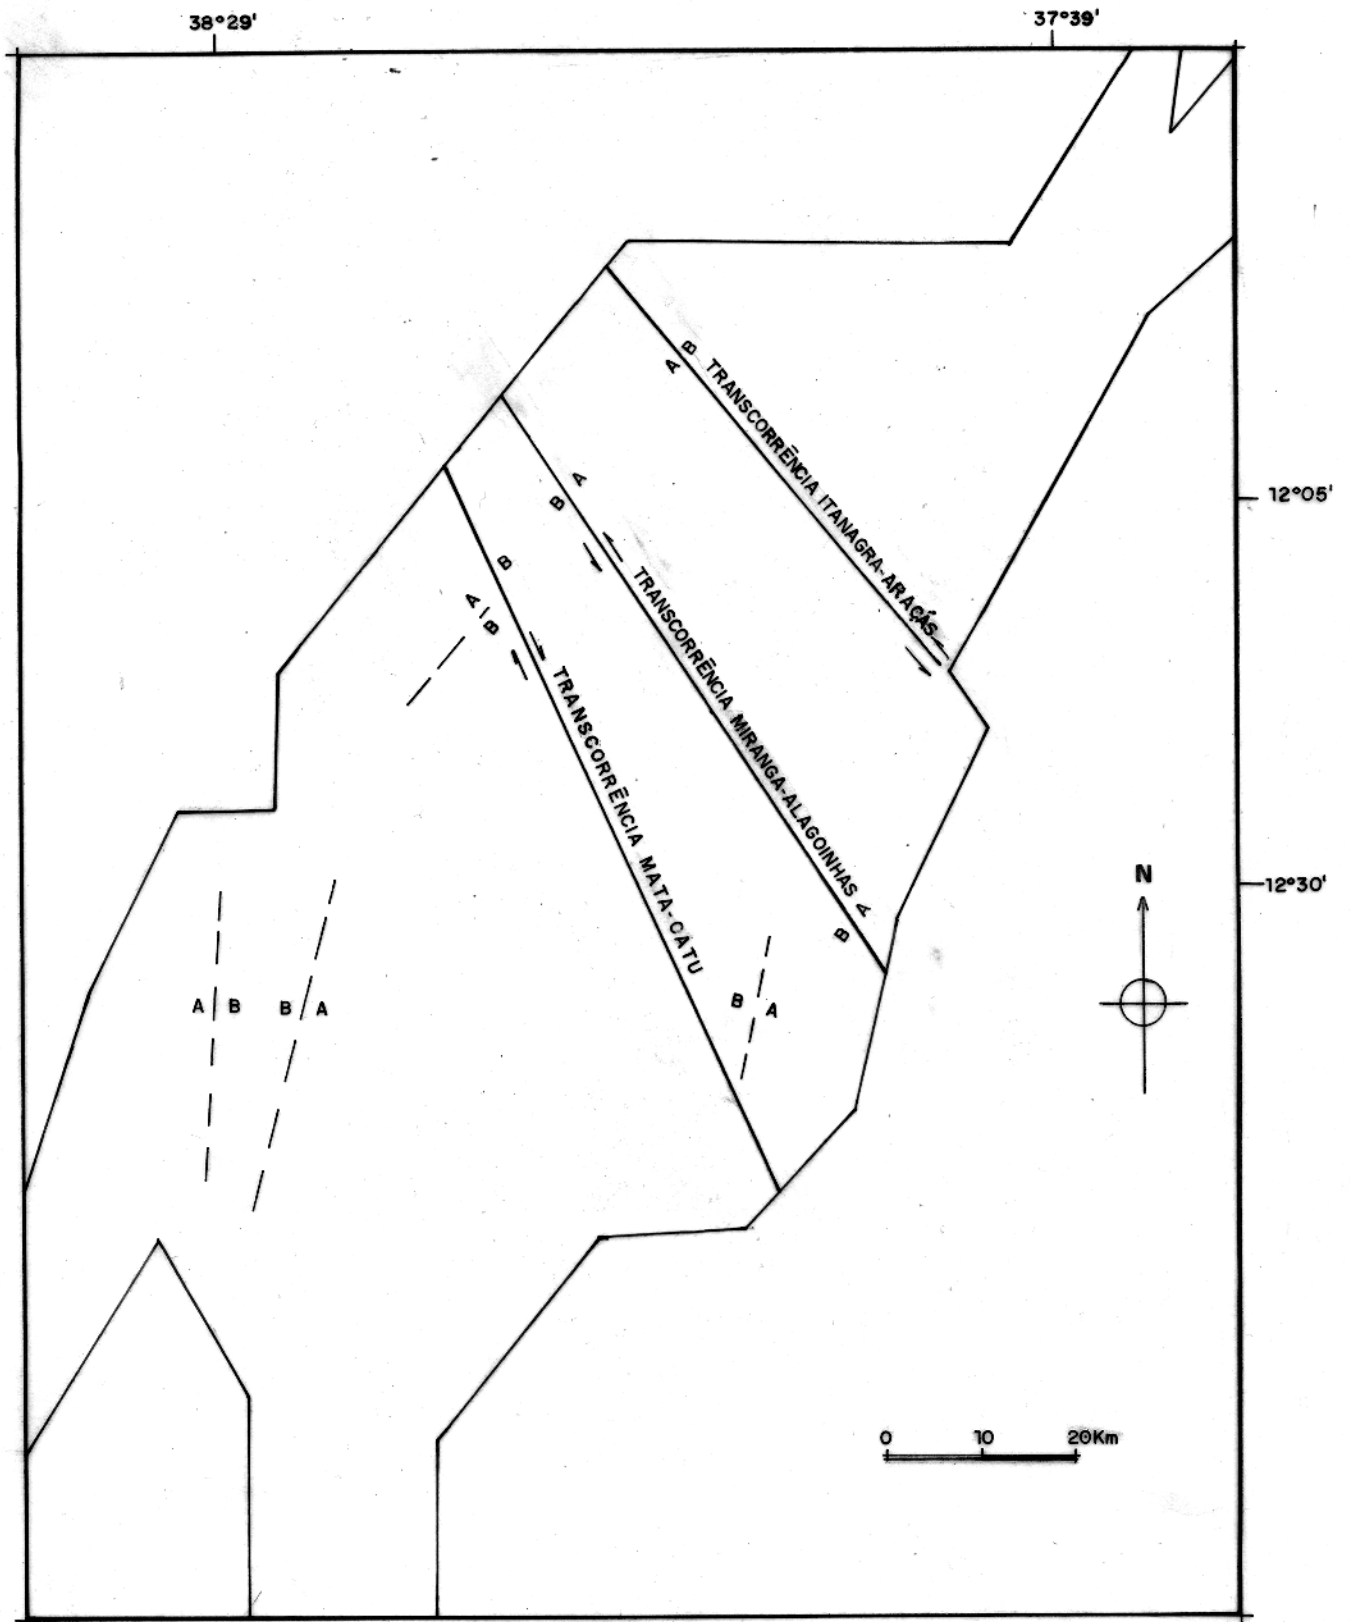 38°29'
37°39'
B
A
TRANSCORRÊNCIA ITANAGRA-ARAÇÁS
12°05'
A
B
TRANSCORRÊNCIA MIRANGA-ALAGOINHAS
A
B
B
A
B
TRANSCORRÊNCIA MATA-CATU
12°30'
N
A B B A
B A
0 10 20Km